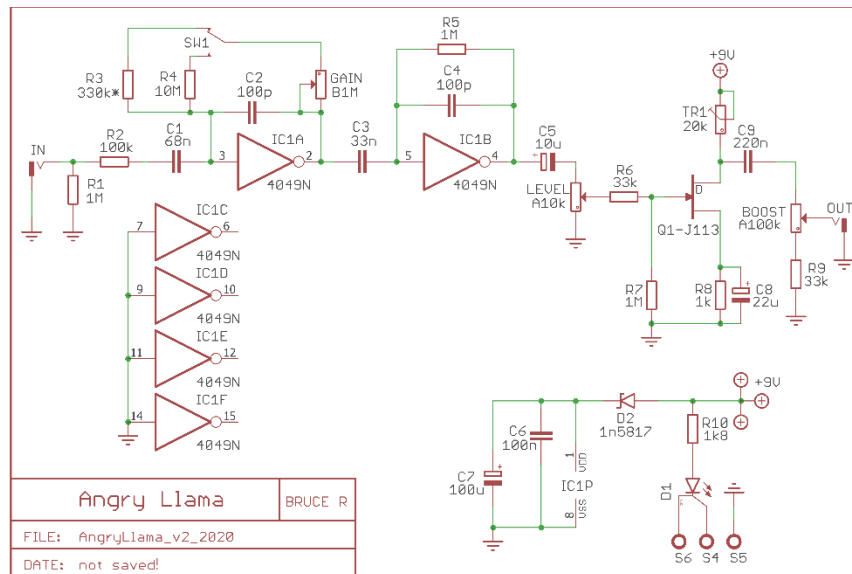 SW1
R3
330k*
R4
10M
C2
100p
GAIN
B1M
R5
1M
C4
100p
+9V
TR1
20k
IN
R2
100k
C1
68n
3
IC1A
2
4049N
C3
33n
5
IC1B
4
4049N
C5
10u
+
LEVEL
A10k
R6
33k
D
Q1-J113
C9
220n
BOOST
A100k
OUT
R1
1M
R7
1M
R8
1k
+
C8
22u
R9
33k
7
IC1C
6
4049N
9
IC1D
10
4049N
11
IC1E
12
4049N
14
IC1F
15
4049N
+9V
D2
1n5817
R10
1k8
C6
100n
C7
100u
+
1
VDD
IC1P
8
VSS
D1
S6
S4
S5
Angry Llama
BRUCE R
FILE: AngryLlama_v2_2020
DATE: not saved!